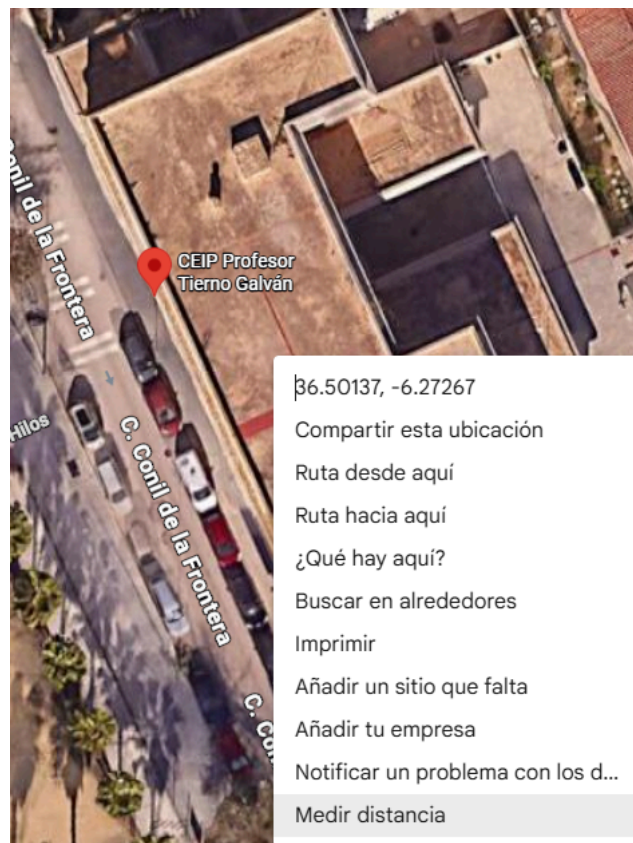 onil de la Frontera
CEIP Profesor
Tierno Galván
Hilos
C. Conil de la Frontera
C. Con
36.50137, -6.27267
Compartir esta ubicación
Ruta desde aquí
Ruta hacia aquí
¿Qué hay aquí?
Buscar en alrededores
Imprimir
Añadir un sitio que falta
Añadir tu empresa
Notificar un problema con los d...
Medir distancia